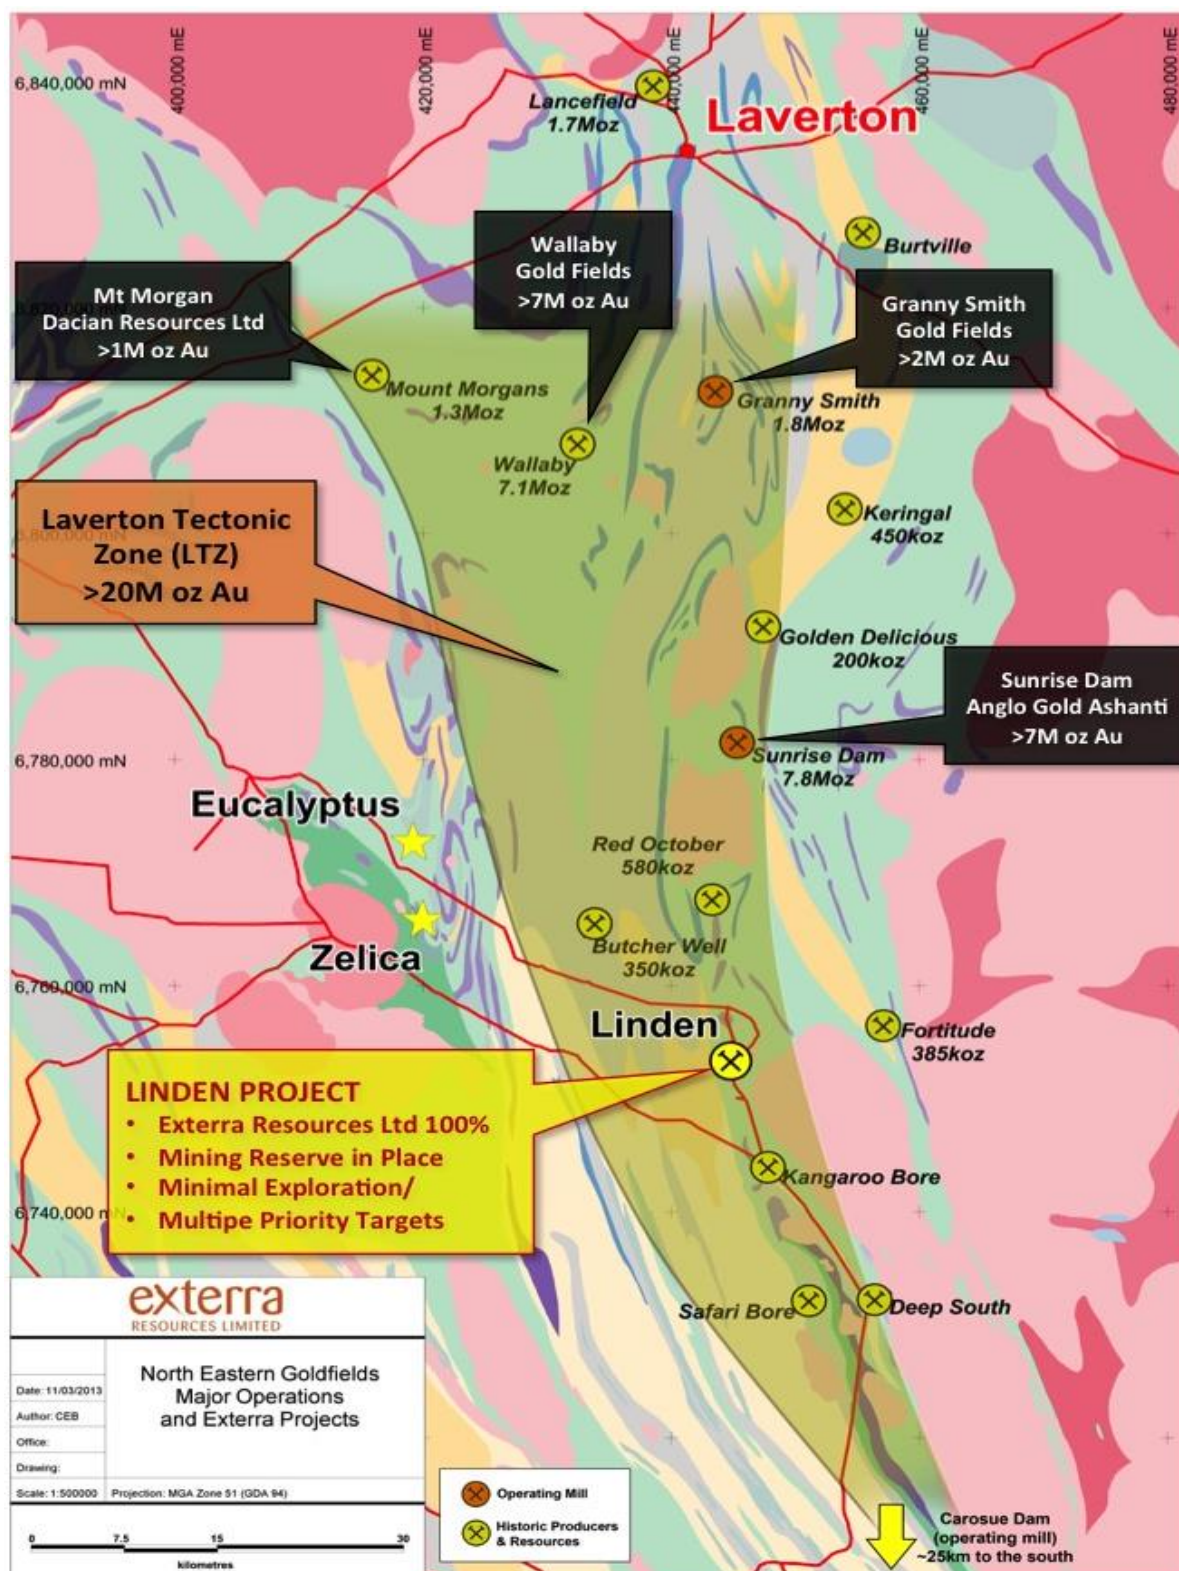 400,000 mE
420,000 mE
440,000 mE
460,000 mE
480,000 mE
6,840,000 mN
Lancefield
1.7Moz
Laverton
Burtville
Wallaby
Gold Fields
>7M oz Au
Mt Morgan
Dacian Resources Ltd
>1M oz Au
Granny Smith
Gold Fields
>2M oz Au
6,820,000 mN
Mount Morgans
1.3Moz
Granny Smith
1.8Moz
Wallaby
7.1Moz
Keringal
450koz
Laverton Tectonic
Zone (LTZ)
>20M oz Au
6,800,000 mN
Golden Delicious
200koz
Sunrise Dam
Anglo Gold Ashanti
>7M oz Au
Sunrise Dam
7.8Moz
6,780,000 mN
Eucalyptus
Red October
580koz
Zelica
Butcher Well
350koz
6,760,000 mN
Linden
Fortitude
385koz
LINDEN PROJECT
• Exterra Resources Ltd 100%
• Mining Reserve in Place
• Minimal Exploration/
• Multipe Priority Targets
Kangaroo Bore
6,740,000 mN
Safari Bore
Deep South
exterra
RESOURCES LIMITED
North Eastern Goldfields
Major Operations
and Exterra Projects
Date: 11/03/2013
Author: CEB
Office:
Drawing:
Scale: 1:500000
Projection: MGA Zone 51 (GDA 94)
0 7.5 15 30
kilometres
Operating Mill
Historic Producers
& Resources
Carosue Dam
(operating mill)
~25km to the south